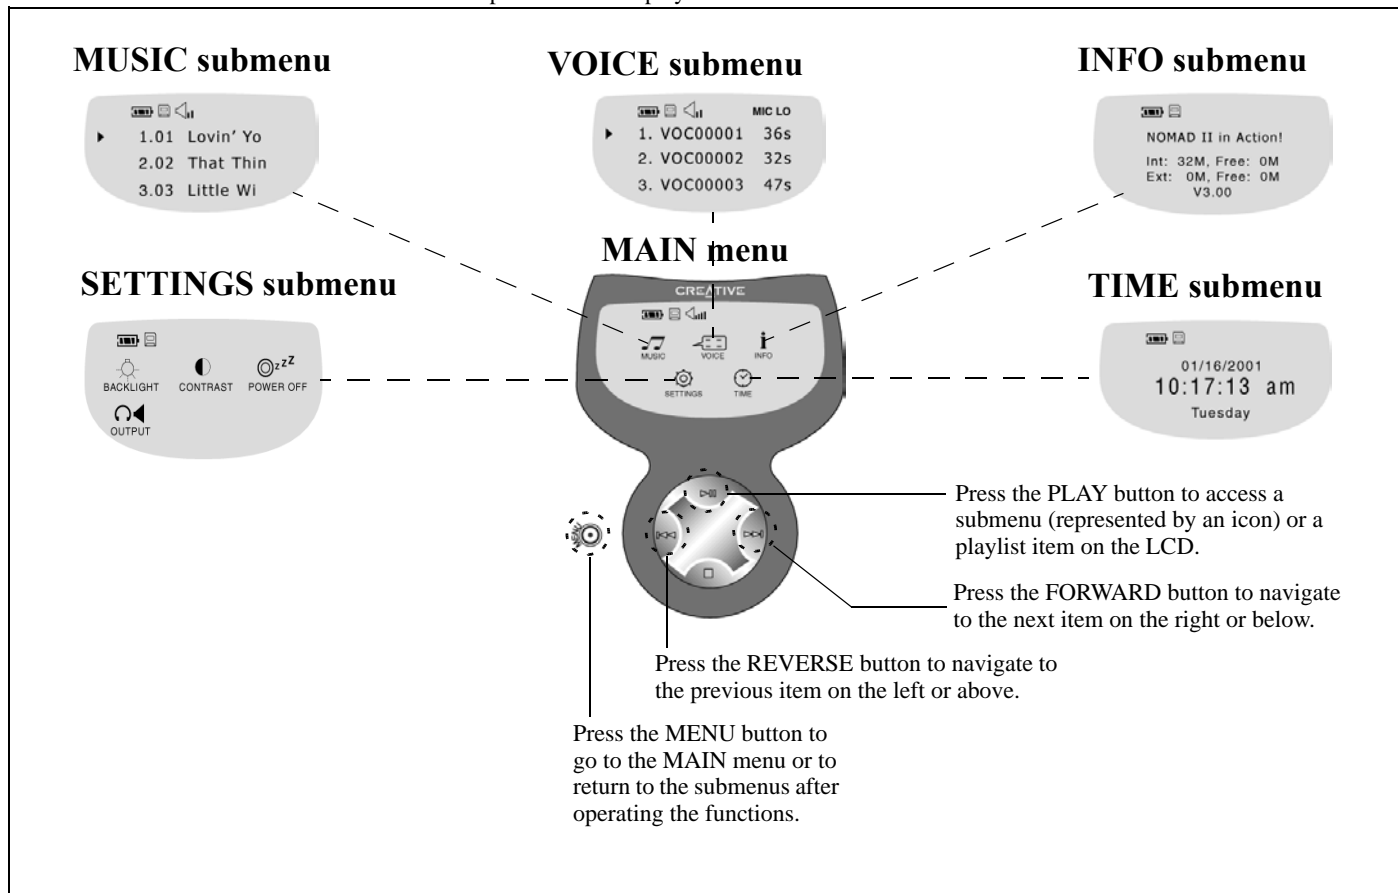 MUSIC submenu
1.01 Lovin' Yo
2.02 That Thin
3.03 Little Wi
VOICE submenu
MIC LO
1. VOC00001 36s
2. VOC00002 32s
3. VOC00003 47s
INFO submenu
NOMAD II in Action!
Int: 32M, Free: 0M
Ext: 0M, Free: 0M
V3.00
SETTINGS submenu
BACKLIGHT
CONTRAST
zzZ
POWER OFF
OUTPUT
MAIN menu
CREATIVE
MUSIC
VOICE
INFO
SETTINGS
TIME
TIME submenu
01/16/2001
10:17:13 am
Tuesday
MENU
Press the PLAY button to access a
submenu (represented by an icon) or a
playlist item on the LCD.
Press the FORWARD button to navigate
to the next item on the right or below.
Press the REVERSE button to navigate to
the previous item on the left or above.
Press the MENU button to
go to the MAIN menu or to
return to the submenus after
operating the functions.